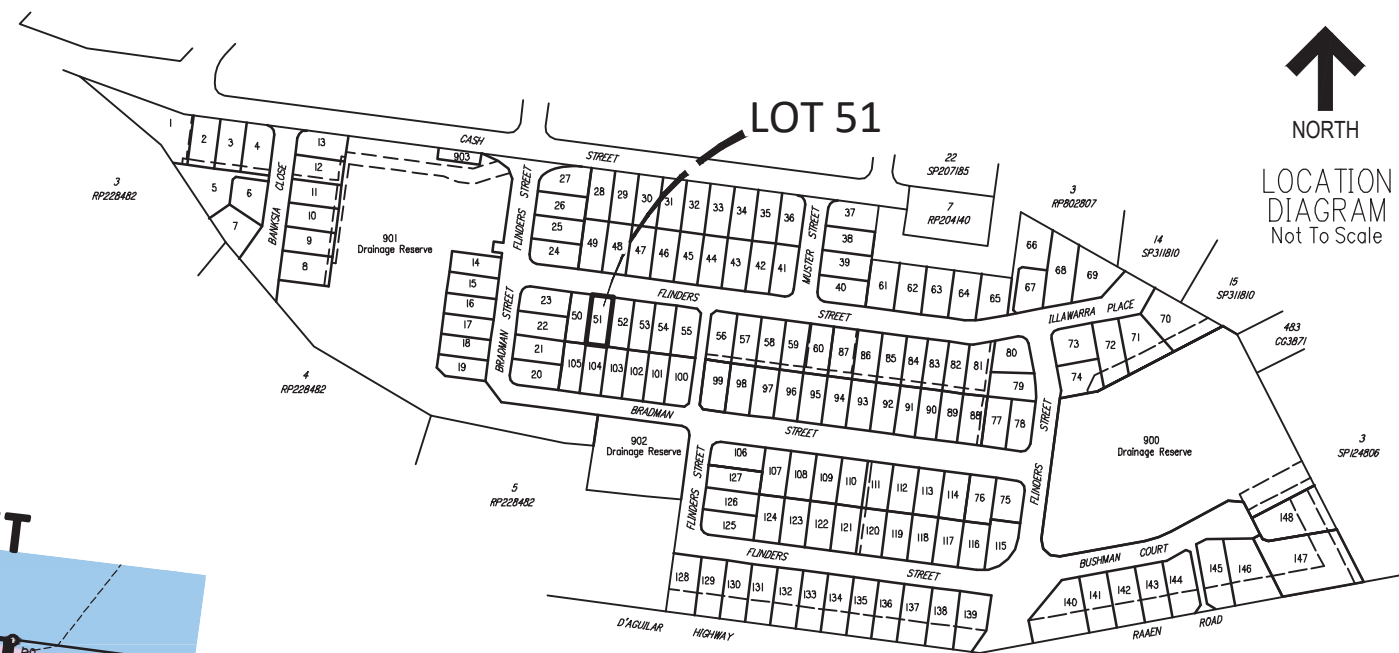 LOT 51
NORTH
LOCATION
DIAGRAM
Not To Scale
CASH
STREET
903
22
SP207185
7
RP204140
3
RP802807
14
SP311810
15
SP311810
483
CG3871
3
SP124806
3
RP228482
4
RP228482
5
RP228482
1 2 3 4
5 6
7
BANKSIA CLOSE
13
12
11
10
9
8
901
Drainage Reserve
14
15
16
17
18
19
FLINDERS STREET
27
26
25
24
28 29 30 31 32 33 34 35 36
49 48 47 46 45 44 43 42 41
MUSTER STREET
37
38
39
40
61 62 63 64 65
66
67
68
69
ILLAWARRA PLACE
70
71
72
73
74
FLINDERS
STREET
BRADMAN STREET
23
22
21
20
50 51 52 53 54 55
105 104 103 102 101 100
56 57 58 59 60 87 86 85 84 83 82 81
80
79
99 98 97 96 95 94 93 92 91 90 89 88 77 78
BRADMAN
STREET
FLINDERS STREET
902
Drainage Reserve
900
Drainage Reserve
FLINDERS STREET
106
127
126
125
107 108 109 110 111 112 113 114 76 75
124 123 122 121 120 119 118 117 116 115
FLINDERS
STREET
128 129 130 131 132 133 134 135 136 137 138 139
BUSHMAN COURT
140 141 142 143 144 145 146 147
148
D'AGUILAR HIGHWAY
RAAEN ROAD